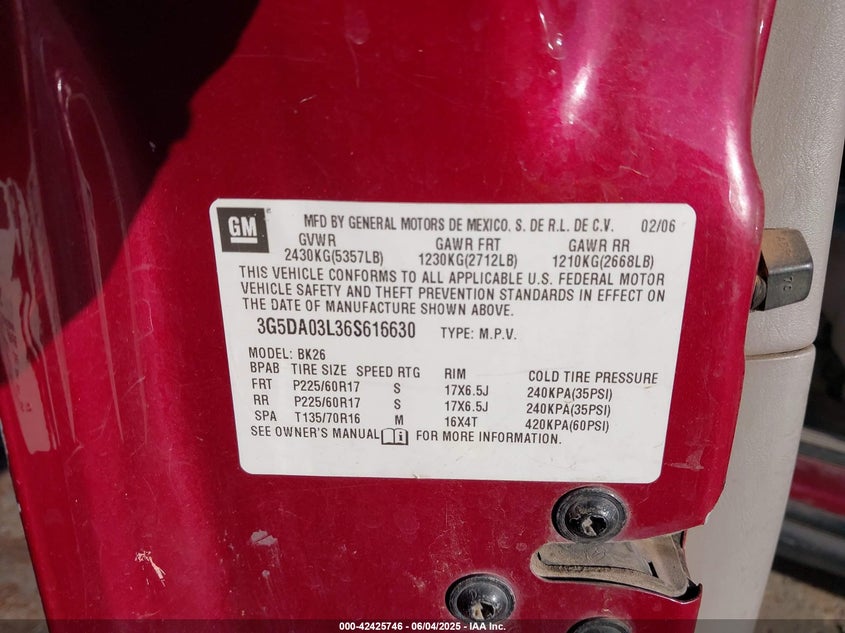 GM
MFD BY GENERAL MOTORS DE MEXICO, S. DE R.L. DE C.V. 02/06
GVWR GAWR FRT GAWR RR
2430KG(5357LB) 1230KG(2712LB) 1210KG(2668LB)
THIS VEHICLE CONFORMS TO ALL APPLICABLE U.S. FEDERAL MOTOR
VEHICLE SAFETY AND THEFT PREVENTION STANDARDS IN EFFECT ON
THE DATE OF MANUFACTURE SHOWN ABOVE.
3G5DA03L36S616630 TYPE: M.P.V.
MODEL: BK26
BPAB TIRE SIZE SPEED RTG RIM COLD TIRE PRESSURE
FRT P225/60R17 S 17X6.5J 240KPA(35PSI)
RR P225/60R17 S 17X6.5J 240KPA(35PSI)
SPA T135/70R16 M 16X4T 420KPA(60PSI)
SEE OWNER'S MANUAL FOR MORE INFORMATION.
000-42425746 - 06/04/2025 - IAA Inc.